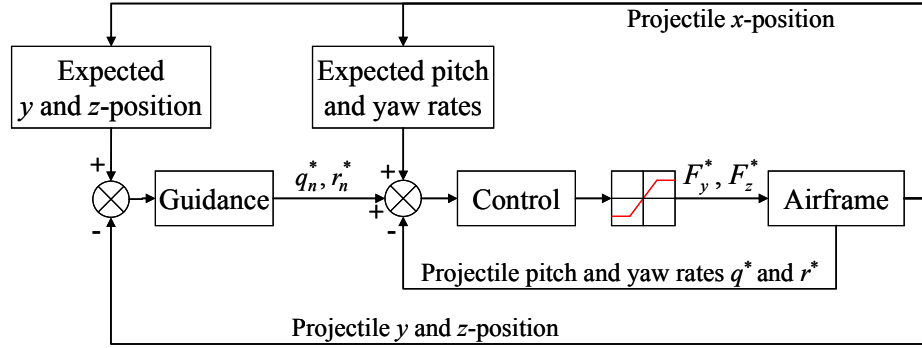 Projectile x-position
Expected
y and z-position
Expected pitch
and yaw rates
+
+
+
-
-
Guidance
q*n, r*n
Control
F*y, F*z
Airframe
Projectile pitch and yaw rates q* and r*
Projectile y and z-position